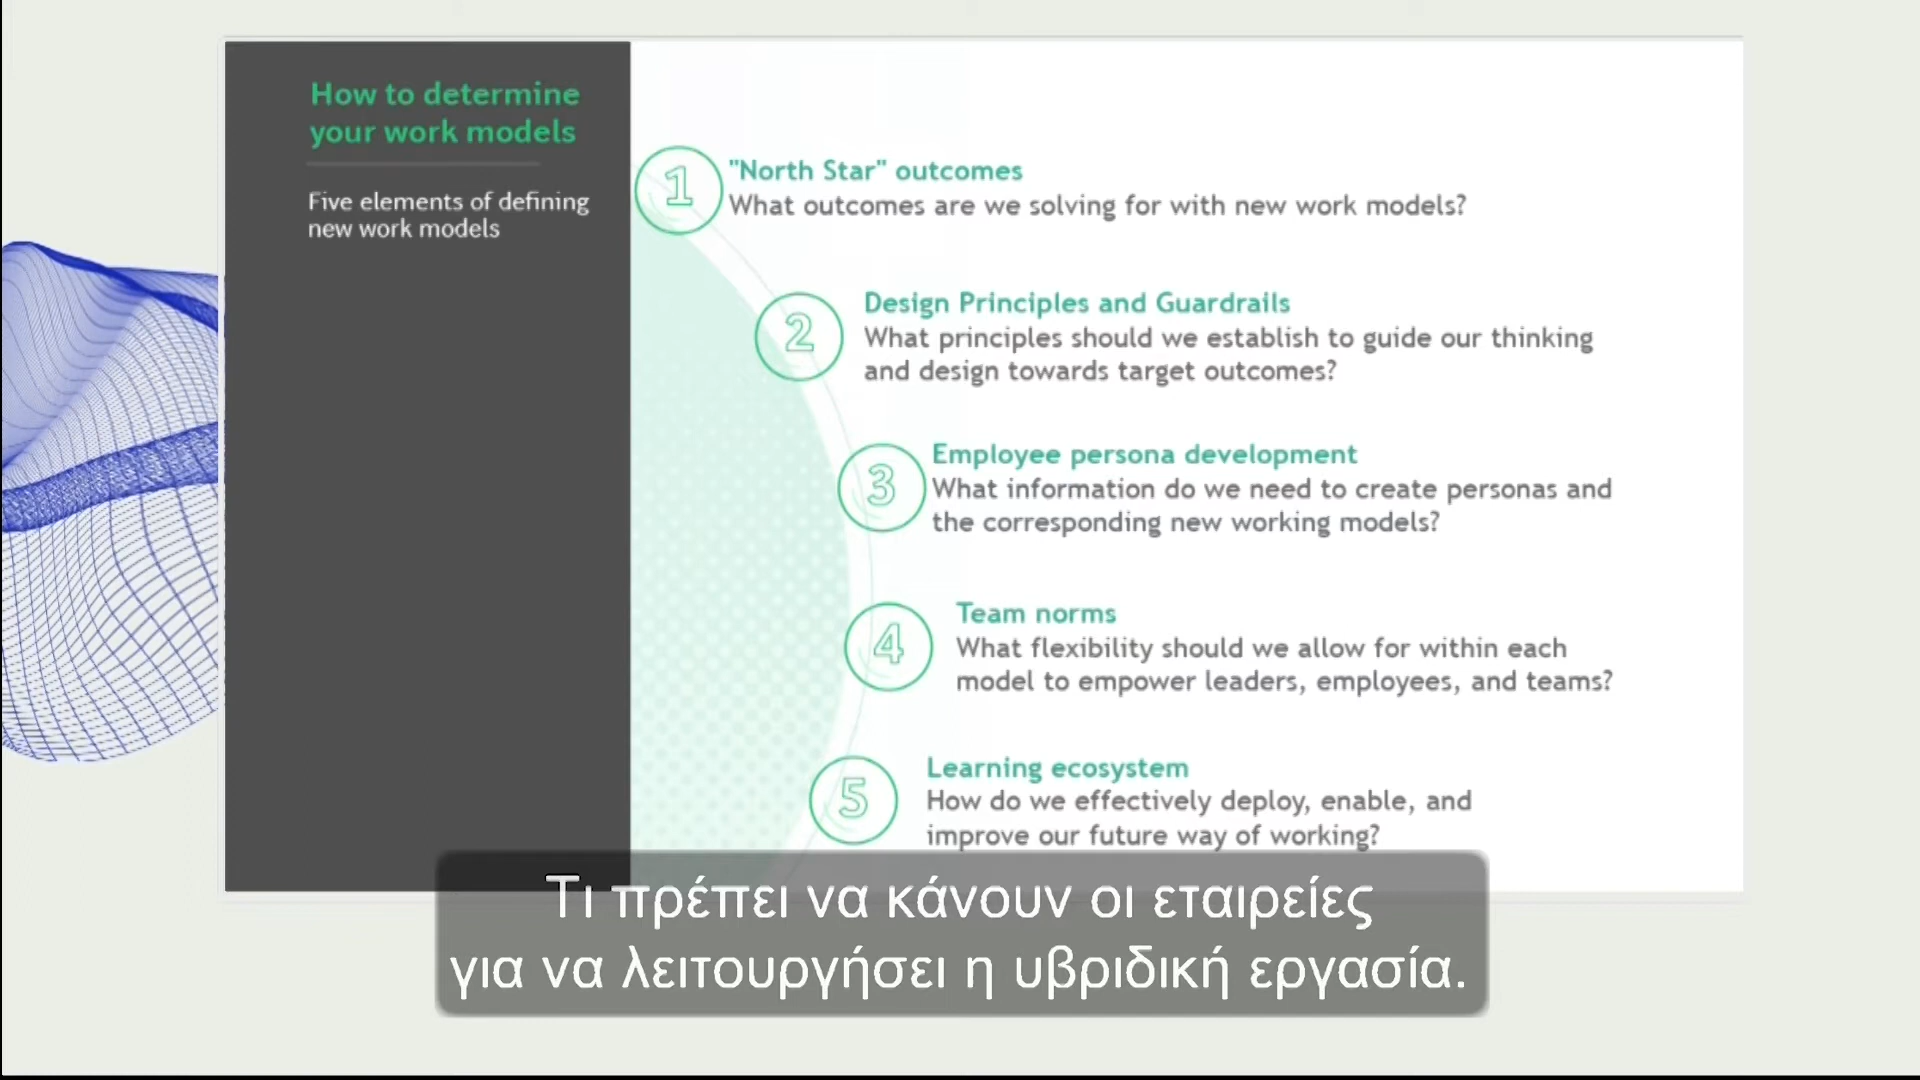 How to determine
your work models
Five elements of defining
new work models
1
"North Star" outcomes
What outcomes are we solving for with new work models?
2
Design Principles and Guardrails
What principles should we establish to guide our thinking
and design towards target outcomes?
3
Employee persona development
What information do we need to create personas and
the corresponding new working models?
4
Team norms
What flexibility should we allow for within each
model to empower leaders, employees, and teams?
5
Learning ecosystem
How do we effectively deploy, enable, and
improve our future way of working?
Τι πρέπει να κάνουν οι εταιρείες
για να λειτουργήσει η υβριδική εργασία.